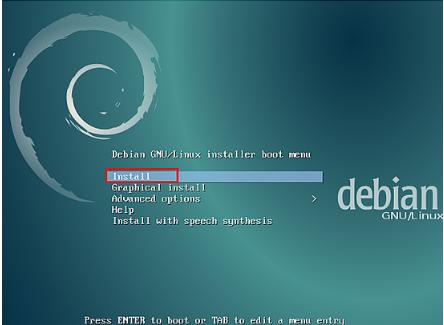 Debian GNU/Linux installer boot menu
Install
Graphical install
Advanced options >
Help
Install with speech synthesis
debian
GNU/Linux
Press ENTER to boot or TAB to edit a menu entry